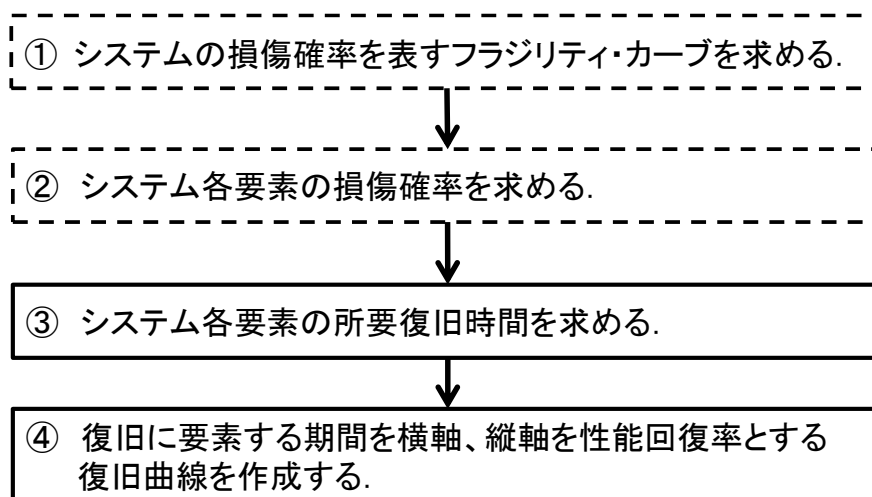 ① システムの損傷確率を表すフラジリティ・カーブを求める.
② システム各要素の損傷確率を求める.
③ システム各要素の所要復旧時間を求める.
④ 復旧に要素する期間を横軸、縦軸を性能回復率とする
復旧曲線を作成する.